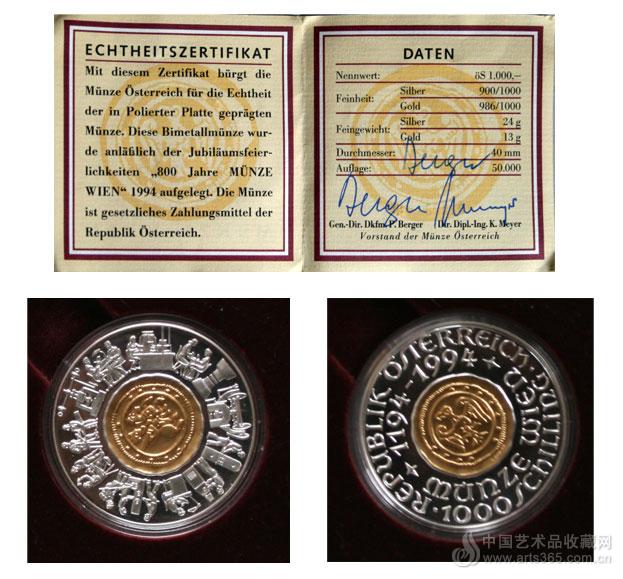 ECHTHEITSZERTIFIKAT
Mit diesem Zertifikat bürgt die
Münze Österreich für die Echtheit
der in Polierter Platte geprägten
Münze. Diese Bimetallmünze wur-
de anläßlich der Jubiläumsfeier-
lichkeiten „800 Jahre MÜNZE
WIEN“ 1994 aufgelegt. Die Münze
ist gesetzliches Zahlungsmittel der
Republik Österreich.
DATEN
Nennwert: öS 1.000,–
Feinheit: Silber 900/1000
Gold 986/1000
Feingewicht: Silber 24 g
Gold 13 g
Durchmesser: 40 mm
Auflage: 50.000
Berger
Berger
Gen.-Dir. Dkfm. P. Berger Dir. Dipl.-Ing. K. Meyer
Vorstand der Münze Österreich
REPUBLIK ÖSTERREICH · 1000 SCHILLING ·
1194-1994 ★ MÜNZE WIEN ★
中国艺术品收藏网
www.arts365.com.cn